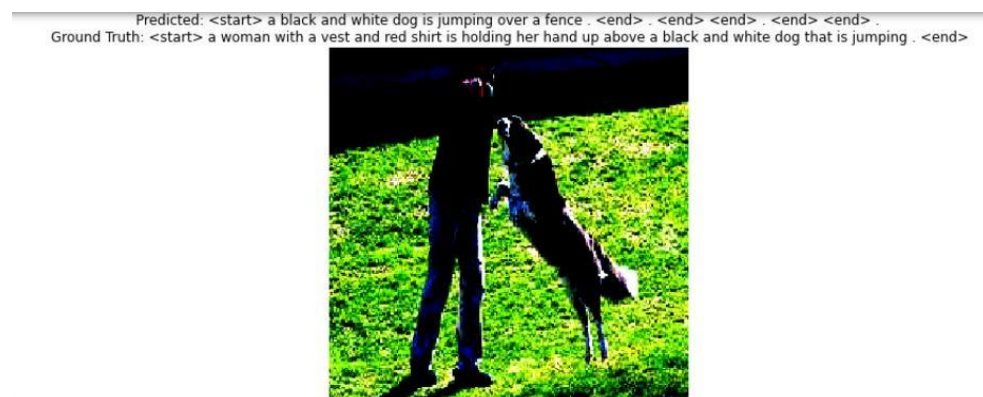 Predicted: <start> a black and white dog is jumping over a fence . <end> . <end> <end> . <end> <end> .
Ground Truth: <start> a woman with a vest and red shirt is holding her hand up above a black and white dog that is jumping . <end>